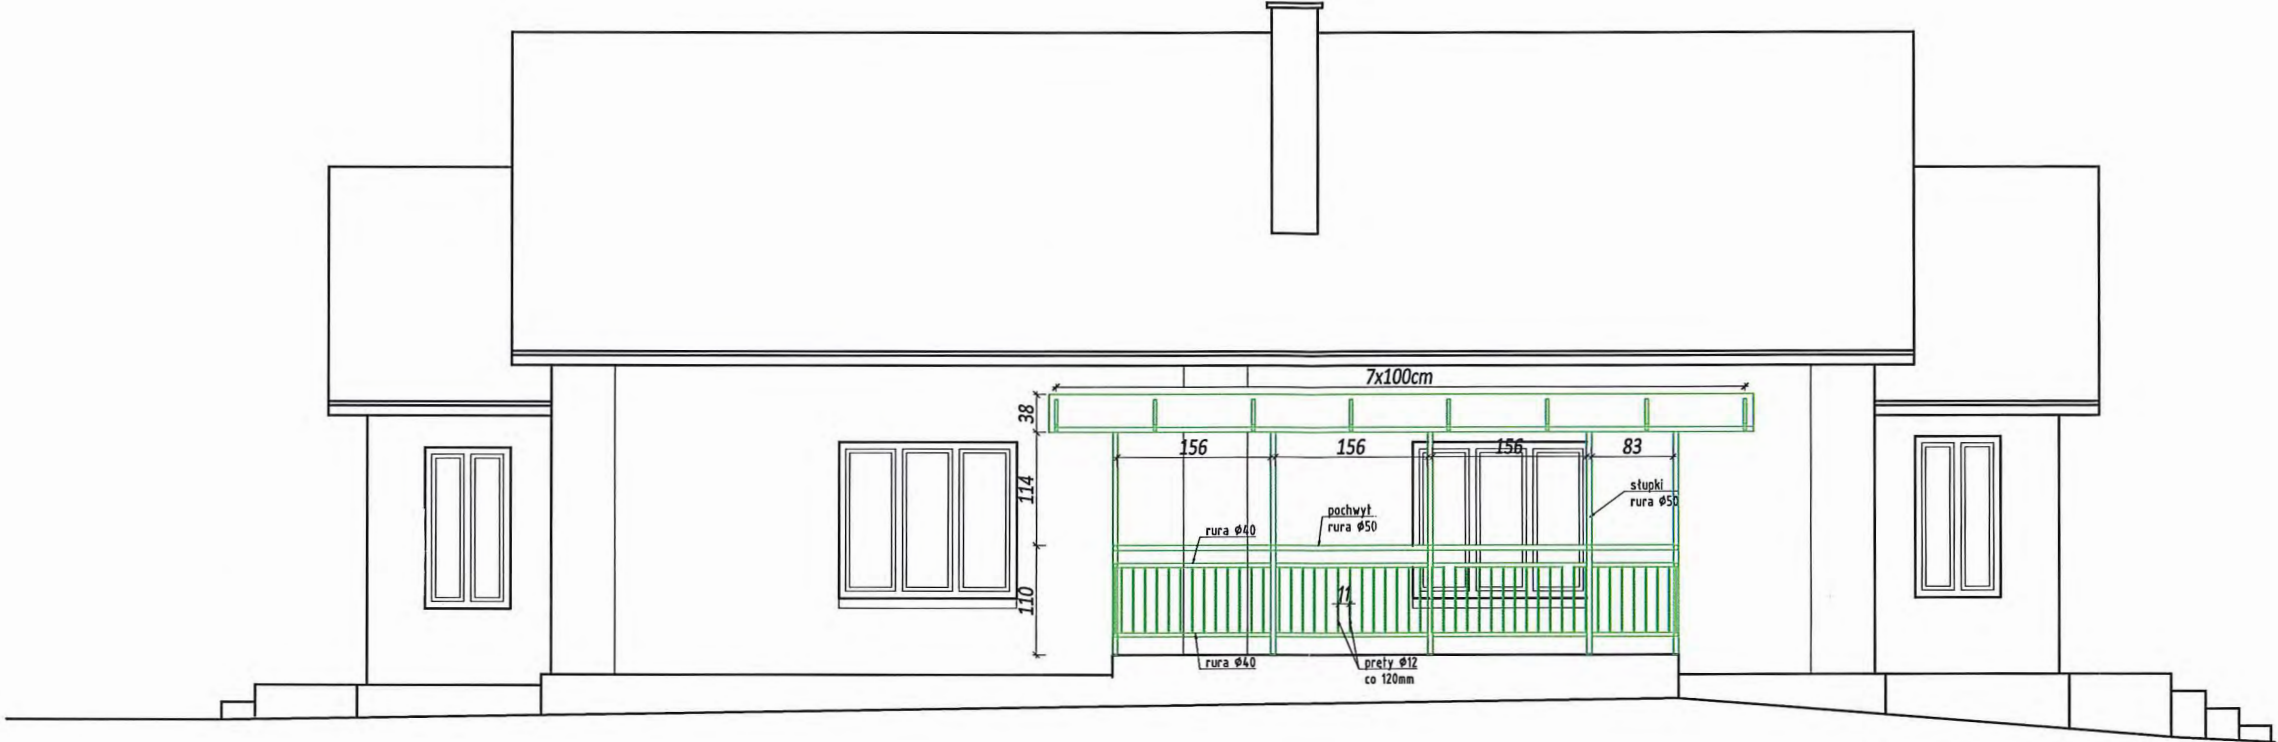 7x100cm
38
156
156
156
83
114
słupki
rura ø50
pochwyt
rura ø50
rura ø40
110
11
rura ø40
prety ø12
co 120mm